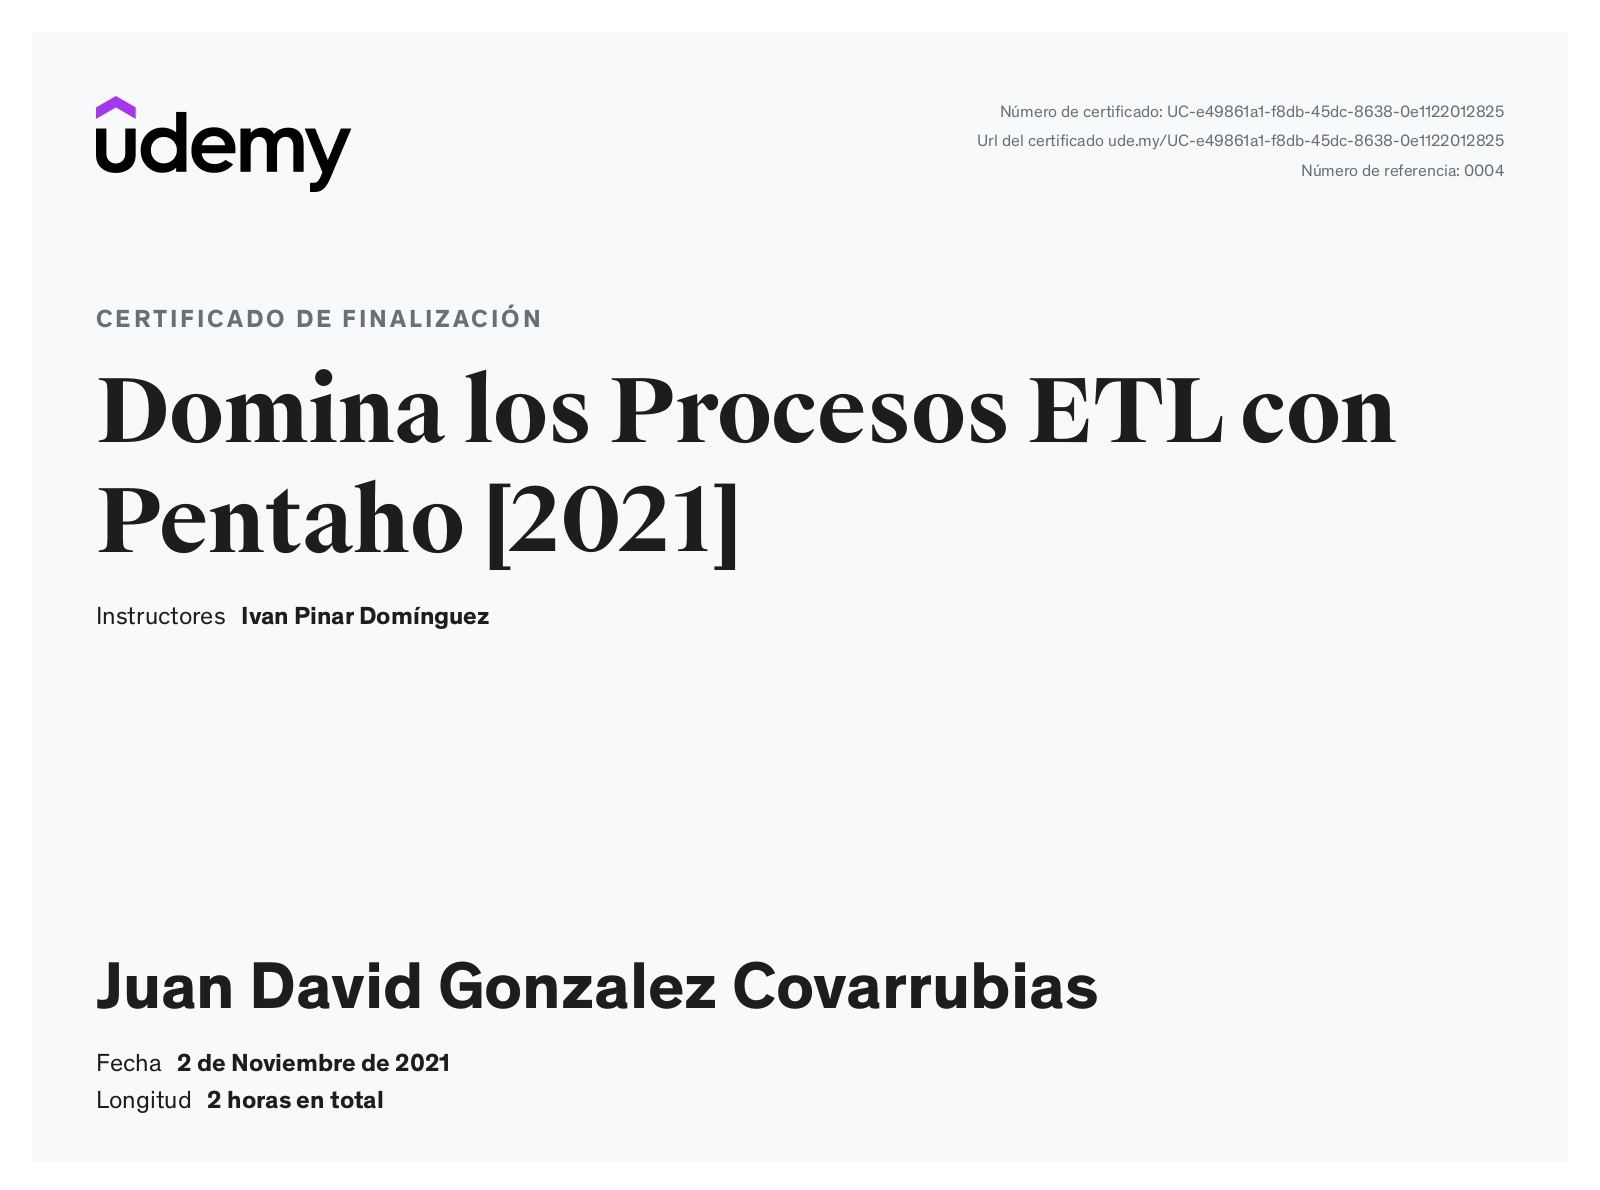 udemy
Número de certificado: UC-e49861a1-f8db-45dc-8638-0e1122012825
Url del certificado ude.my/UC-e49861a1-f8db-45dc-8638-0e1122012825
Número de referencia: 0004
CERTIFICADO DE FINALIZACIÓN
Domina los Procesos ETL con
Pentaho [2021]
Instructores Ivan Pinar Domínguez
Juan David Gonzalez Covarrubias
Fecha 2 de Noviembre de 2021
Longitud 2 horas en total